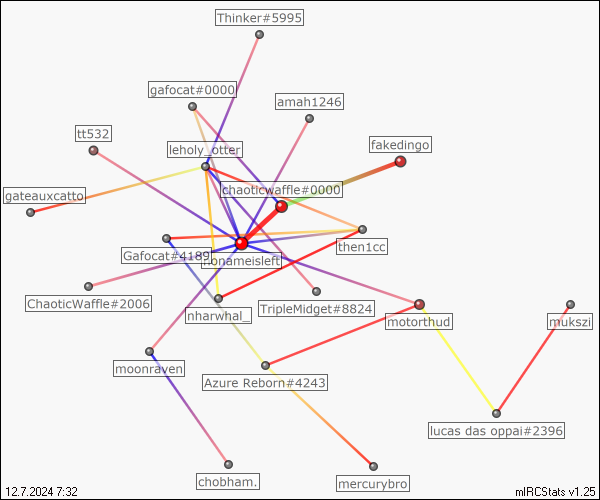 Thinker#5995
gafocat#0000
amah1246
tt532
fakedingo
leholy_otter
chaoticwaffle#0000
gateauxcatto
then1cc
Gafocat#4189
nonameisleft
ChaoticWaffle#2006
TripleMidget#8824
nharwhal_
motorthud
mukszi
moonraven
Azure Reborn#4243
lucas das oppai#2396
chobham.
mercurybro
12.7.2024 7:32
mIRCStats v1.25